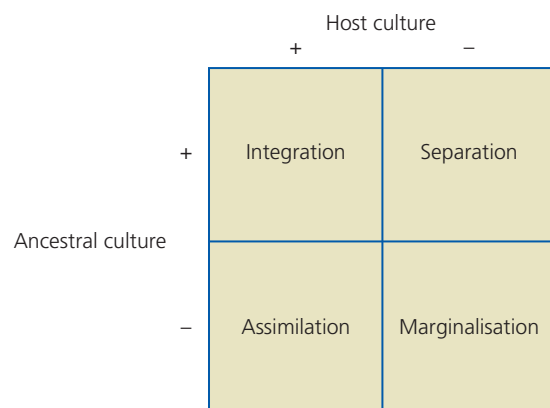 Host culture
+ −
+ Integration Separation
Ancestral culture
− Assimilation Marginalisation